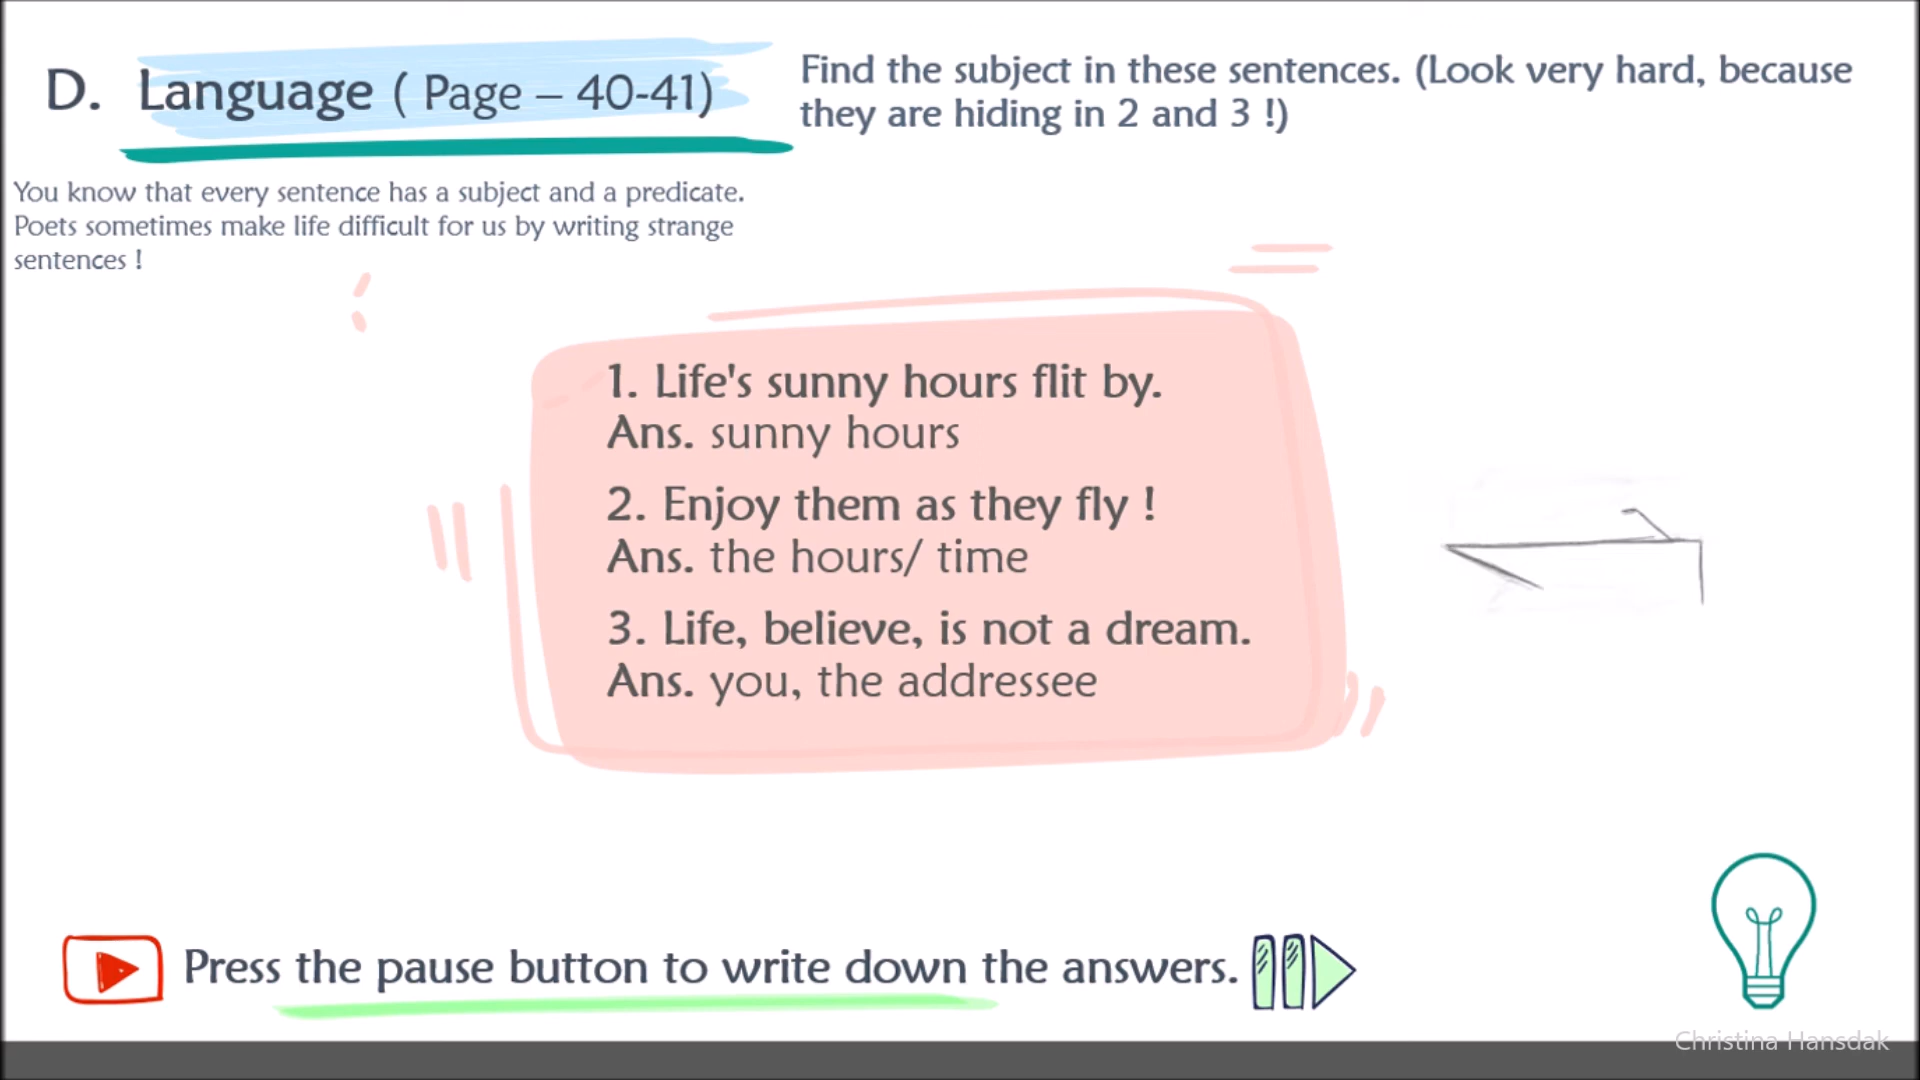 D. Language ( Page – 40-41)
Find the subject in these sentences. (Look very hard, because
they are hiding in 2 and 3 !)
You know that every sentence has a subject and a predicate.
Poets sometimes make life difficult for us by writing strange
sentences !
1. Life's sunny hours flit by.
Ans. sunny hours
2. Enjoy them as they fly !
Ans. the hours/ time
3. Life, believe, is not a dream.
Ans. you, the addressee
Press the pause button to write down the answers.
Christina Hansdak